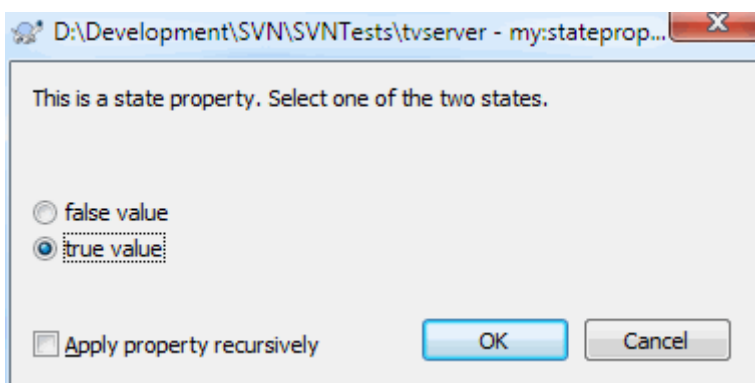 D:\Development\SVN\SVNTests\tvserver - my:stateprop...
This is a state property. Select one of the two states.
false value
true value
Apply property recursively
OK
Cancel